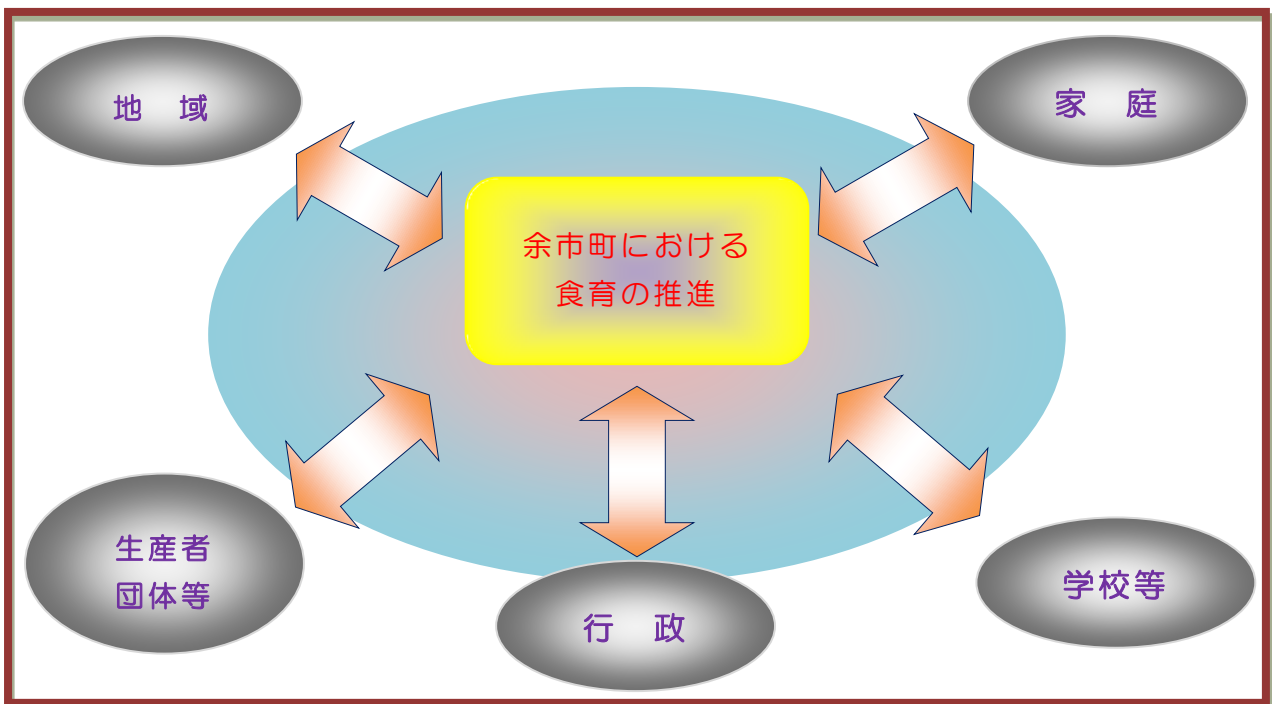 地　域
家　庭
余市町における
食育の推進
生産者
団体等
行　政
学校等